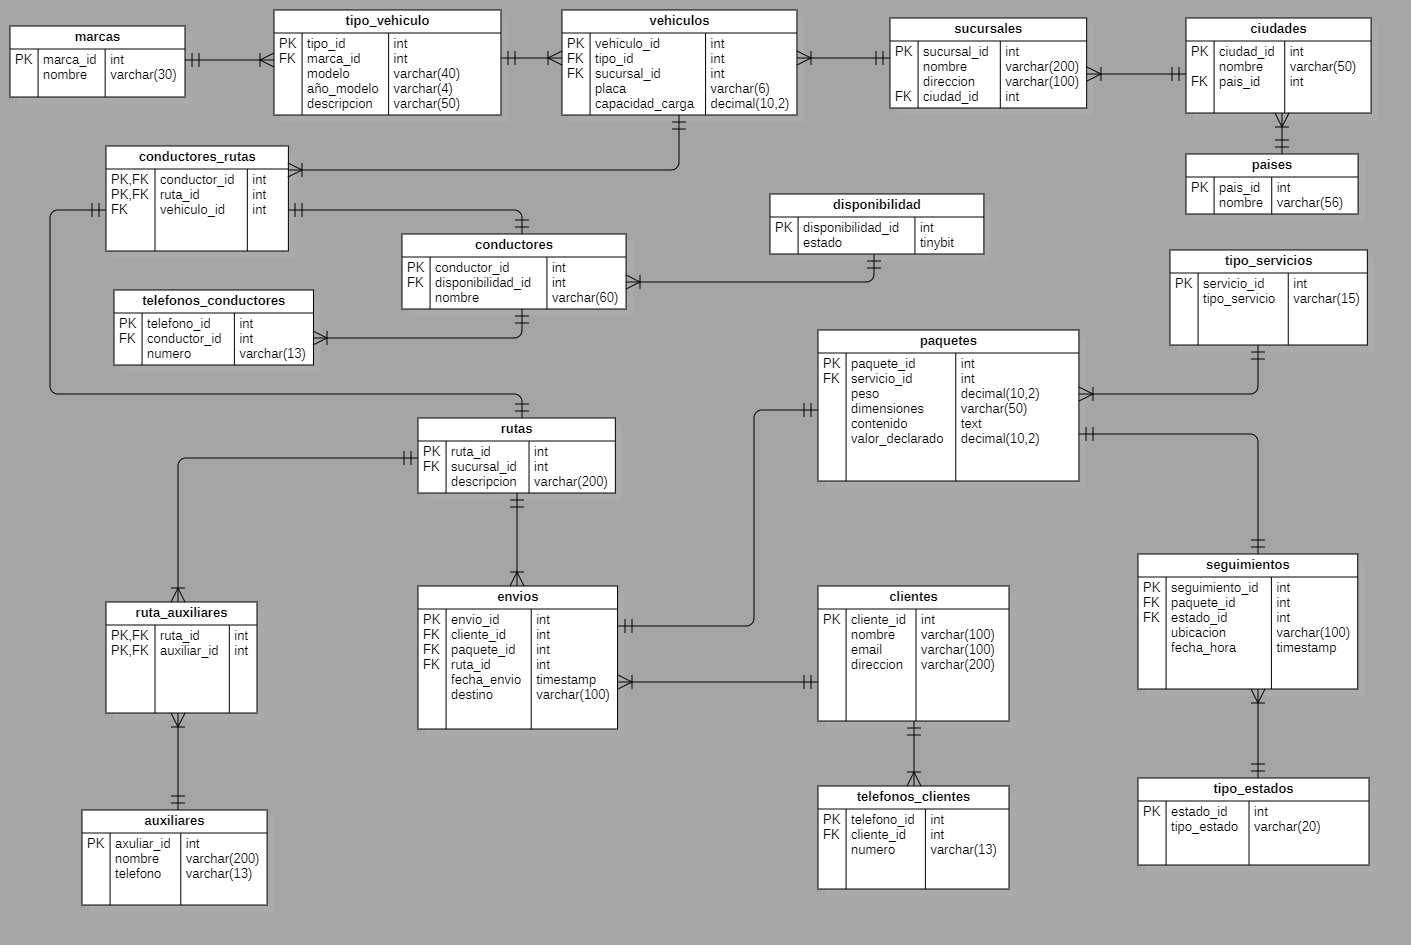 marcas
PK marca_id int
nombre varchar(30)
tipo_vehiculo
PK tipo_id int
FK marca_id int
modelo varchar(40)
año_modelo varchar(4)
descripcion varchar(50)
vehiculos
PK vehiculo_id int
FK tipo_id int
FK sucursal_id int
placa varchar(6)
capacidad_carga decimal(10,2)
sucursales
PK sucursal_id int
nombre varchar(200)
direccion varchar(100)
FK ciudad_id int
ciudades
PK ciudad_id int
nombre varchar(50)
FK pais_id int
conductores_rutas
PK,FK conductor_id int
PK,FK ruta_id int
FK vehiculo_id int
paises
PK pais_id int
nombre varchar(56)
disponibilidad
PK disponibilidad_id int
estado tinybit
conductores
PK conductor_id int
FK disponibilidad_id int
nombre varchar(60)
tipo_servicios
PK servicio_id int
tipo_servicio varchar(15)
telefonos_conductores
PK telefono_id int
FK conductor_id int
numero varchar(13)
paquetes
PK paquete_id int
FK servicio_id int
peso decimal(10,2)
dimensiones varchar(50)
contenido text
valor_declarado decimal(10,2)
rutas
PK ruta_id int
FK sucursal_id int
descripcion varchar(200)
seguimientos
PK seguimiento_id int
FK paquete_id int
FK estado_id int
ubicacion varchar(100)
fecha_hora timestamp
ruta_auxiliares
PK,FK ruta_id int
PK,FK auxiliar_id int
envios
PK envio_id int
FK cliente_id int
FK paquete_id int
FK ruta_id int
fecha_envio timestamp
destino varchar(100)
clientes
PK cliente_id int
nombre varchar(100)
email varchar(100)
direccion varchar(200)
auxiliares
PK axuliar_id int
nombre varchar(200)
telefono varchar(13)
telefonos_clientes
PK telefono_id int
FK cliente_id int
numero varchar(13)
tipo_estados
PK estado_id int
tipo_estado varchar(20)